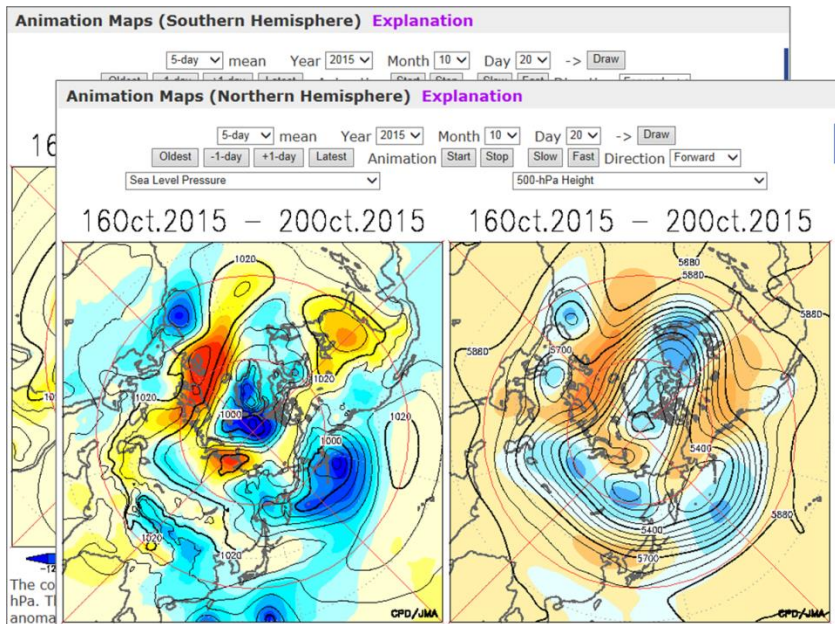 Animation Maps (Southern Hemisphere) Explanation
5-day mean Year 2015 Month 10 Day 20 -> Draw
Animation Maps (Northern Hemisphere) Explanation
5-day mean Year 2015 Month 10 Day 20 -> Draw
Oldest -1-day +1-day Latest Animation Start Stop Slow Fast Direction Forward
Sea Level Pressure 500-hPa Height
16Oct.2015 – 20Oct.2015 16Oct.2015 – 20Oct.2015
1020
1020
1020
1020
1000
1000
1020
1020
1020
CPD/JMA
5880
5880
5880
5880
5700
5400
5880
5400
5700
CPD/JMA
The co
hPa. Th
anoma